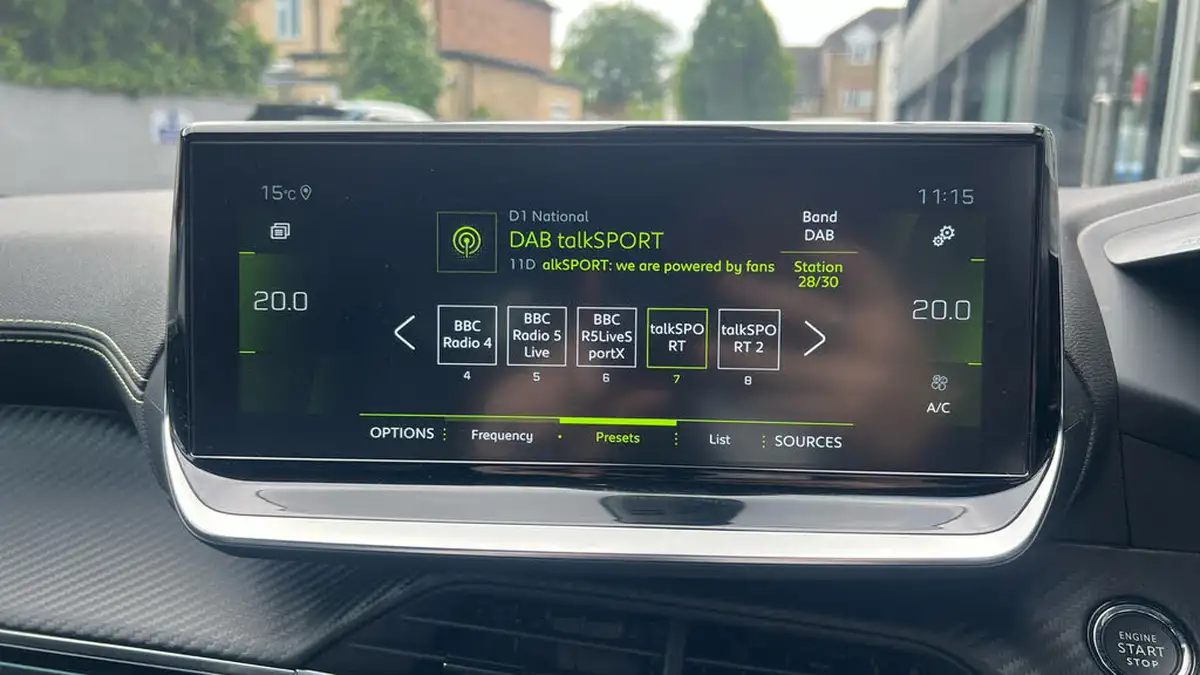 15°C
11:15
D1 National
DAB talkSPORT
11D alkSPORT: we are powered by fans
Band
DAB
Station
28/30
20.0
20.0
BBC
Radio 4
BBC
Radio 5
Live
BBC
R5LiveS
portX
talkSPO
RT
talkSPO
RT 2
4
5
6
7
8
A/C
OPTIONS
Frequency
Presets
List
SOURCES
ENGINE
START
STOP